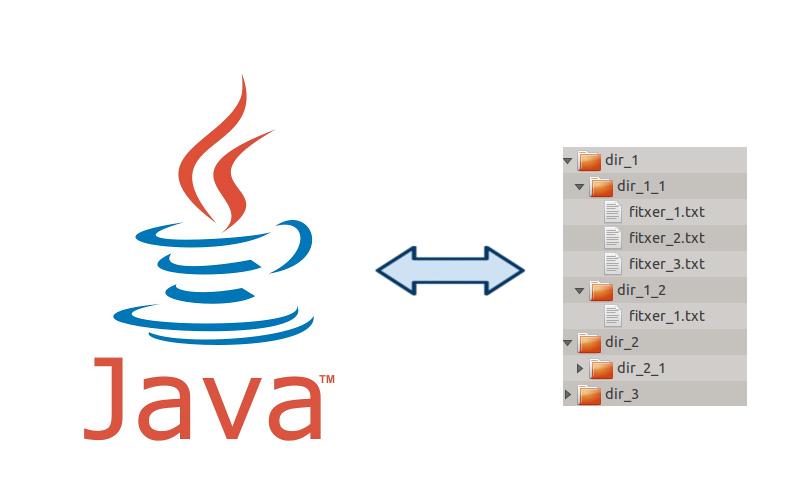 Java™
dir_1
dir_1_1
fitxer_1.txt
fitxer_2.txt
fitxer_3.txt
dir_1_2
fitxer_1.txt
dir_2
dir_2_1
dir_3